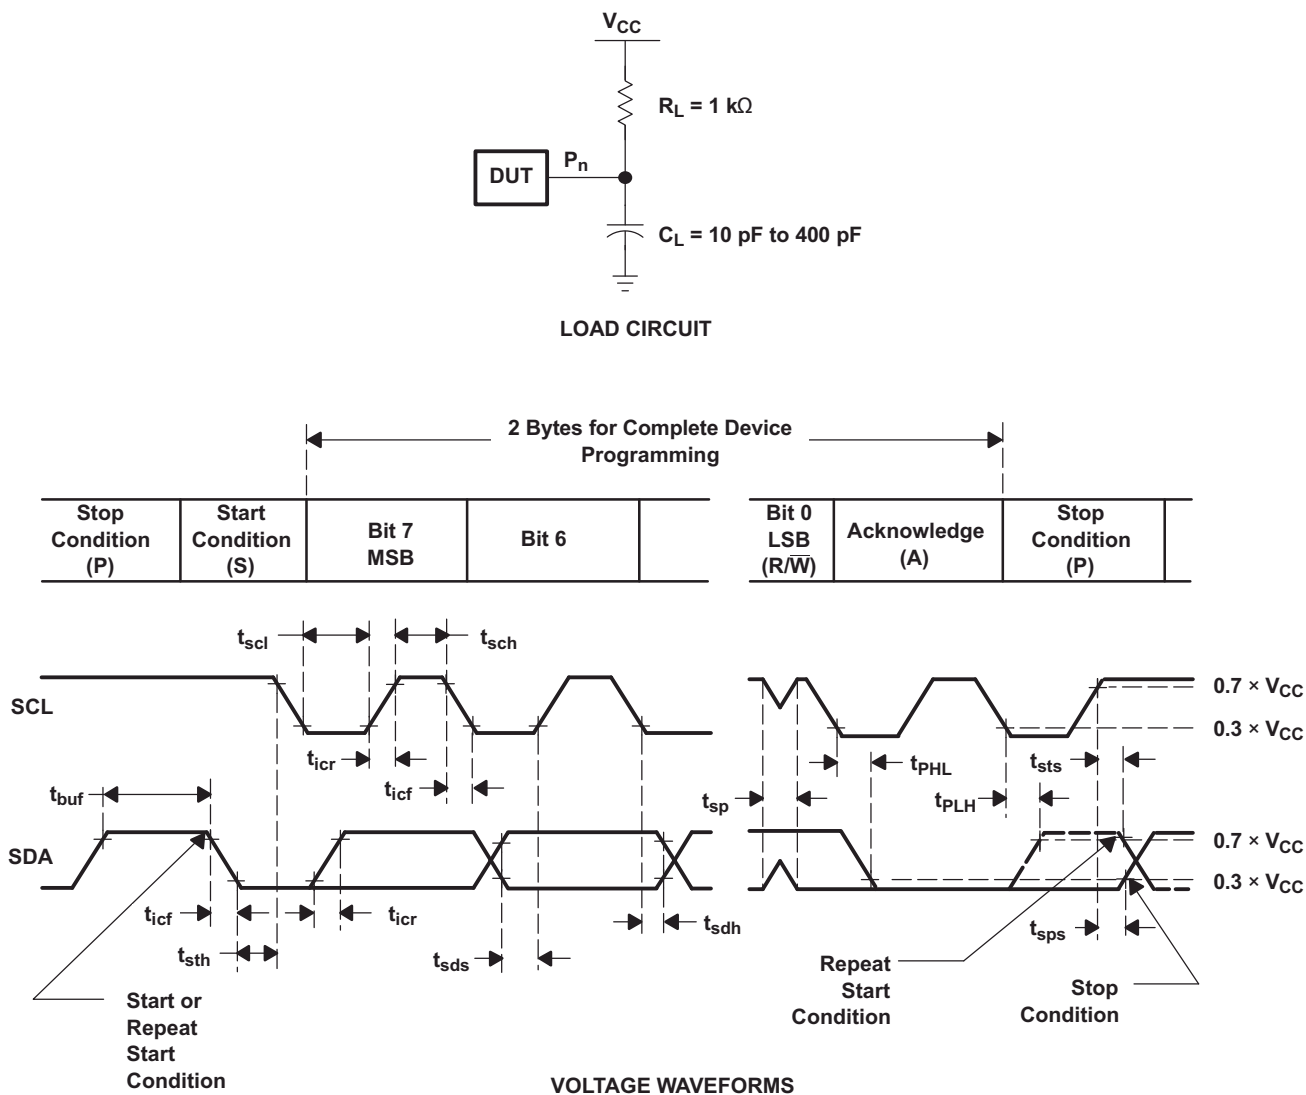 VCC
RL = 1 kΩ
DUT
Pn
CL = 10 pF to 400 pF
LOAD CIRCUIT
2 Bytes for Complete Device
Programming
Stop
Condition
(P)
Start
Condition
(S)
Bit 7
MSB
Bit 6
Bit 0
LSB
(R/W̅)
Acknowledge
(A)
Stop
Condition
(P)
tscl
tsch
SCL
0.7 × VCC
0.3 × VCC
ticr
ticf
tPHL
tsts
tbuf
tsp
tPLH
SDA
0.7 × VCC
0.3 × VCC
ticf
ticr
tsdh
tsth
tsds
tsps
Start or
Repeat
Start
Condition
Repeat
Start
Condition
Stop
Condition
VOLTAGE WAVEFORMS